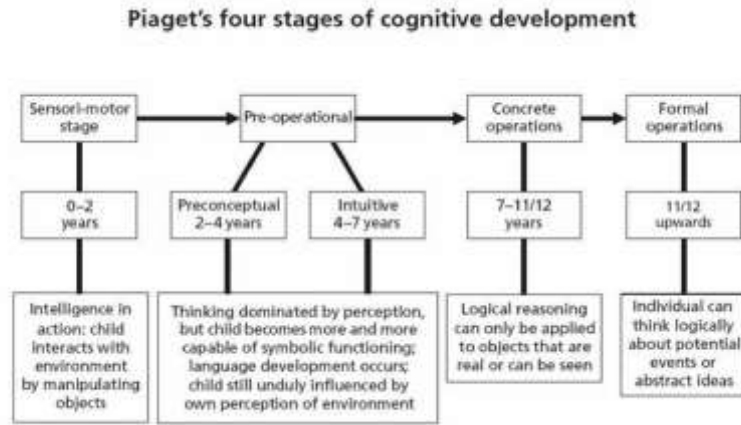 Piaget's four stages of cognitive development
Sensori-motor
stage
Pre-operational
Concrete
operations
Formal
operations
0–2
years
Preconceptual
2–4 years
Intuitive
4–7 years
7–11/12
years
11/12
upwards
Intelligence in
action: child
interacts with
environment
by manipulating
objects
Thinking dominated by perception,
but child becomes more and more
capable of symbolic functioning;
language development occurs;
child still unduly influenced by
own perception of environment
Logical reasoning
can only be applied
to objects that are
real or can be seen
Individual can
think logically
about potential
events or
abstract ideas